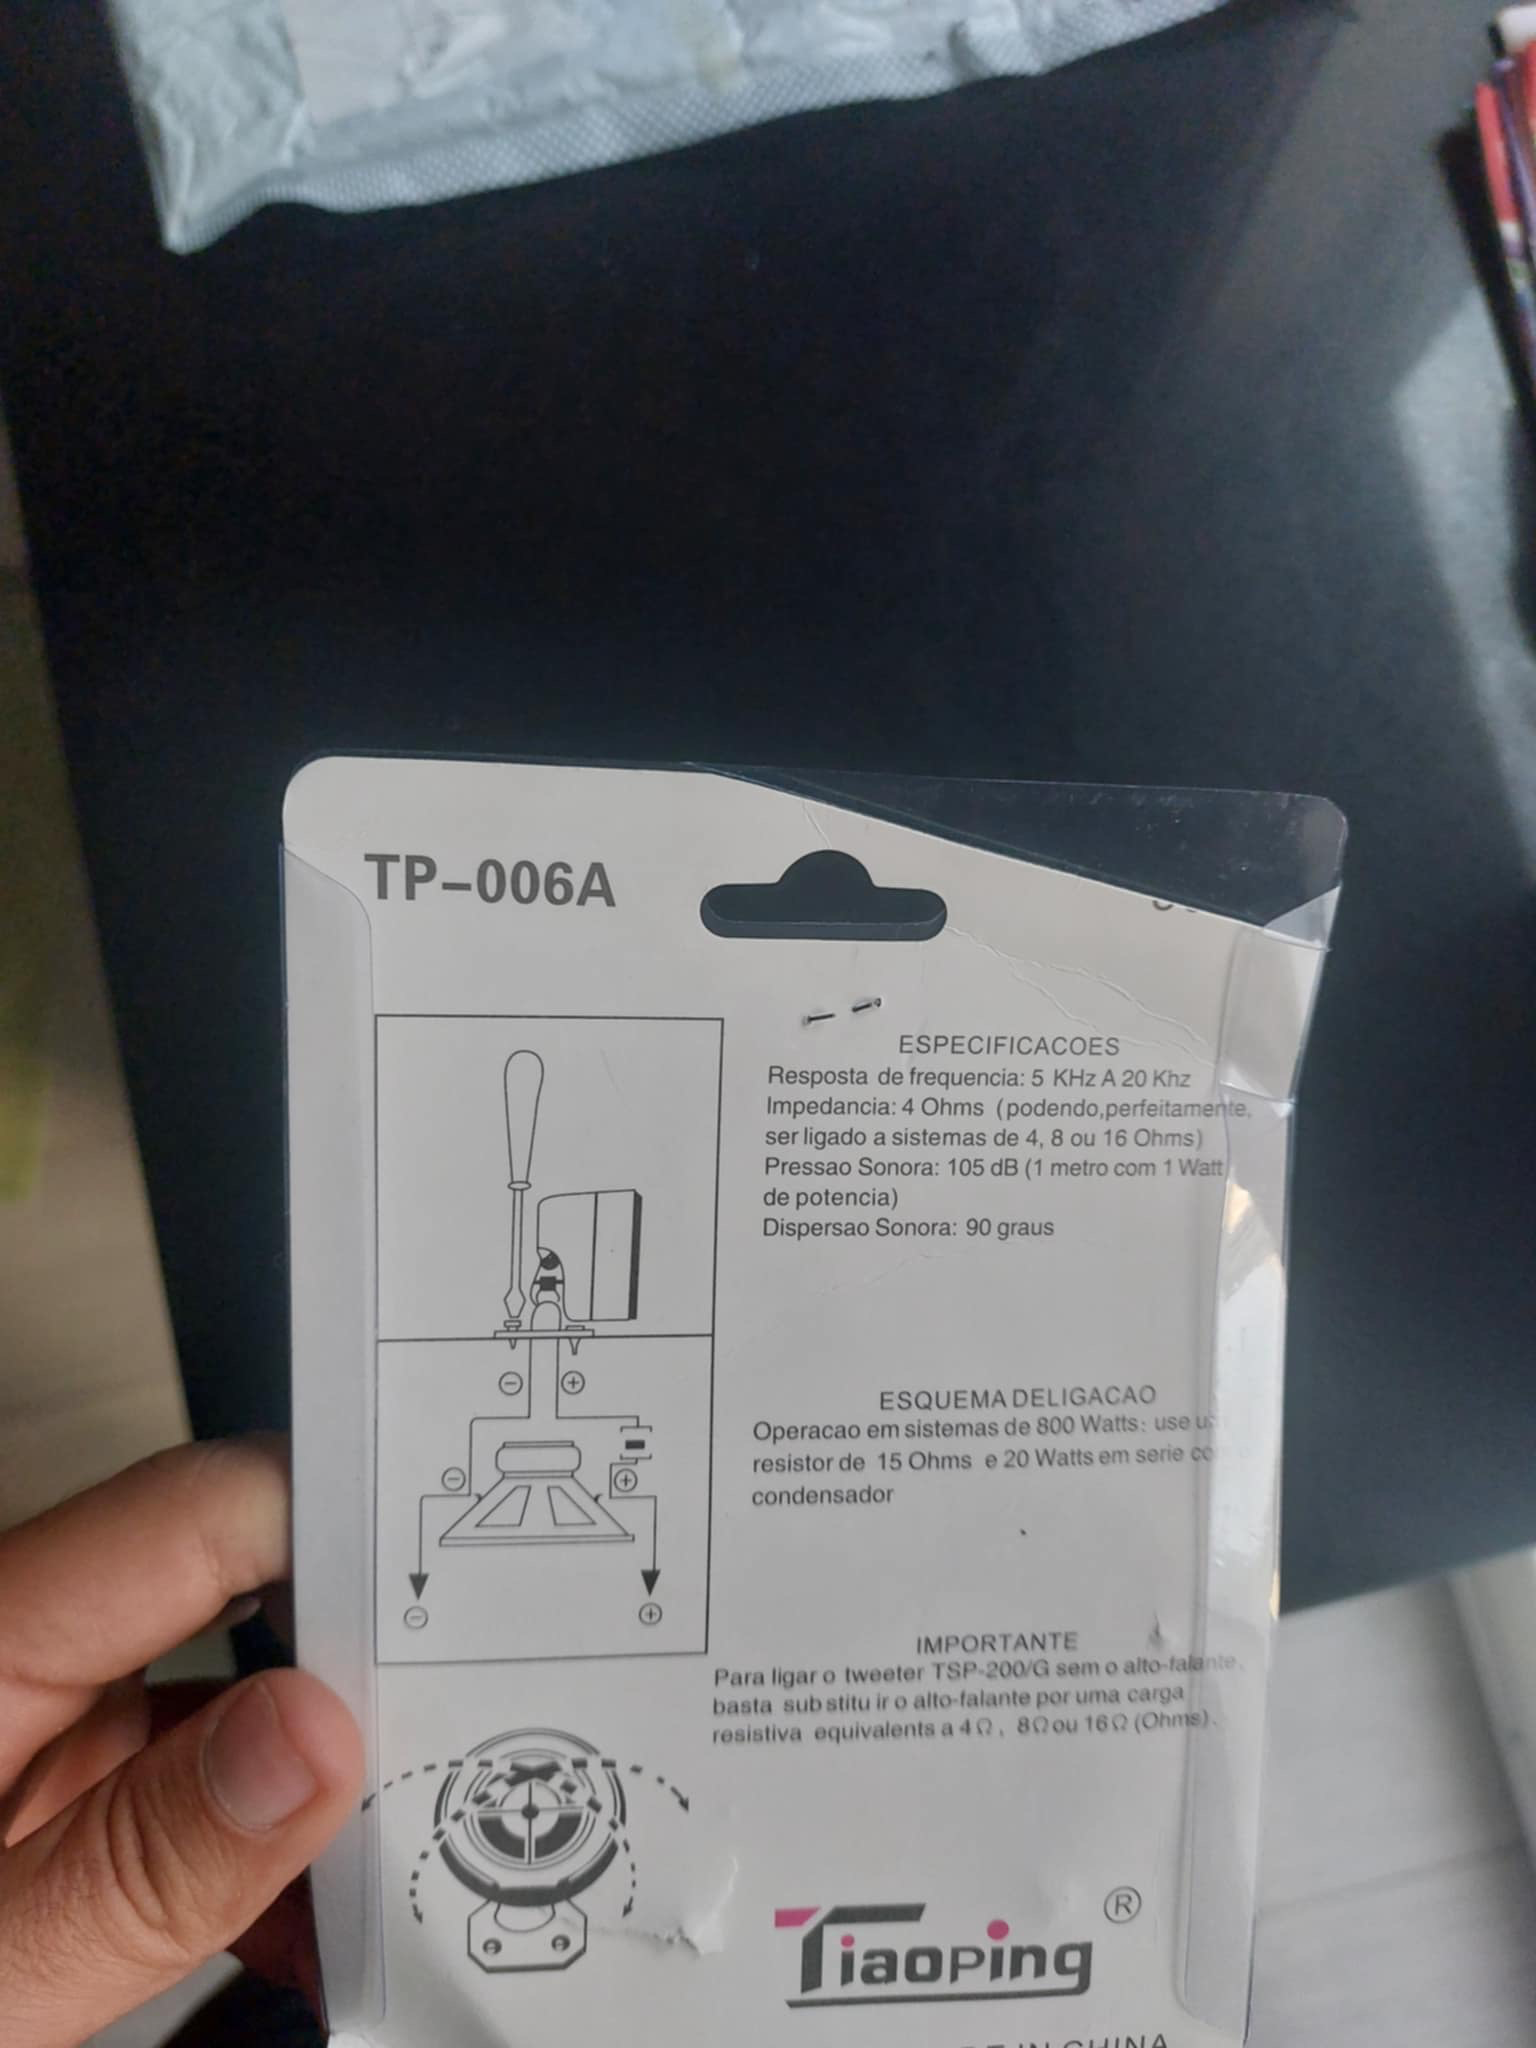 TP-006A
ESPECIFICACOES
Resposta de frequencia: 5 KHz A 20 Khz
Impedancia: 4 Ohms (podendo,perfeitamente,
ser ligado a sistemas de 4, 8 ou 16 Ohms)
Pressao Sonora: 105 dB (1 metro com 1 Watt
de potencia)
Dispersao Sonora: 90 graus
ESQUEMA DELIGACAO
Operacao em sistemas de 800 Watts: use
resistor de 15 Ohms e 20 Watts em serie
condensador
IMPORTANTE
Para ligar o tweeter TSP-200/G sem o alto-falante,
basta sub stitu ir o alto-falante por uma carga
resistiva equivalents a 4 Ω , 8Ω ou 16 Ω (Ohms).
− +
− +
− +
Tiaoping ®
IN CHINA